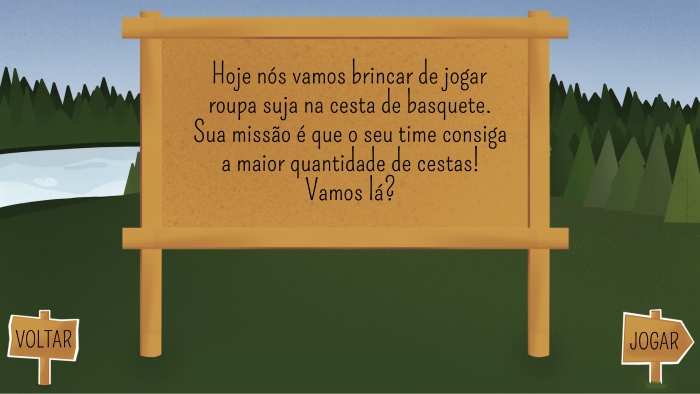 Hoje nós vamos brincar de jogar
roupa suja na cesta de basquete.
Sua missão é que o seu time consiga
a maior quantidade de cestas!
Vamos lá?
VOLTAR
JOGAR